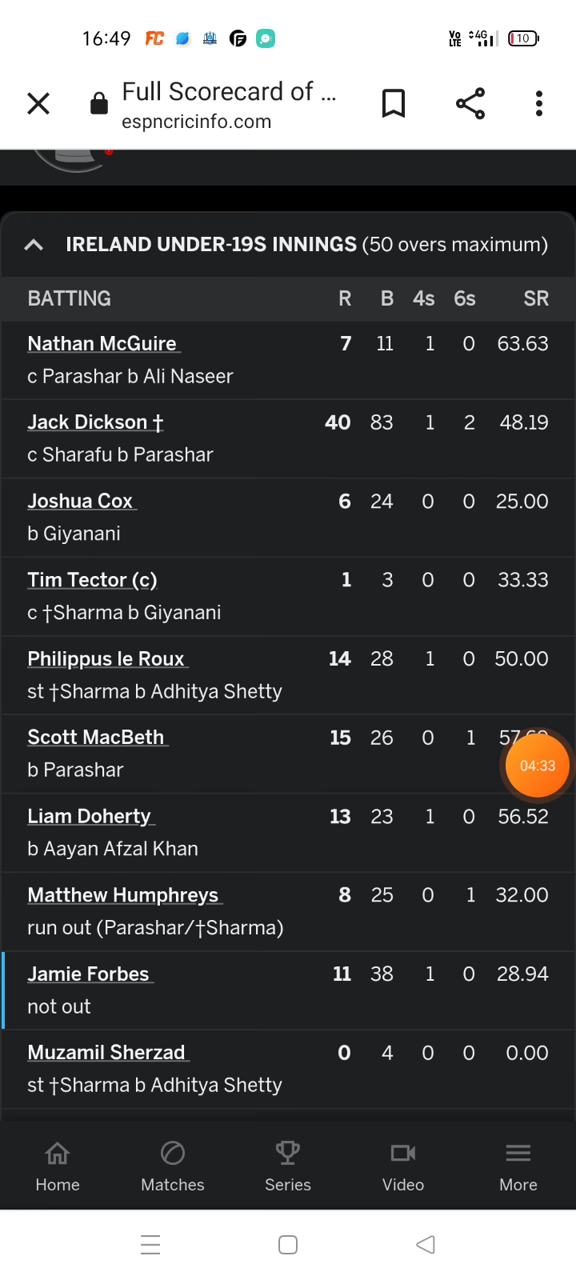 16:49 FC VoLTE 4G 10
Full Scorecard of ...
espncricinfo.com
IRELAND UNDER-19S INNINGS (50 overs maximum)
BATTING R B 4s 6s SR
Nathan McGuire 7 11 1 0 63.63
c Parashar b Ali Naseer
Jack Dickson † 40 83 1 2 48.19
c Sharafu b Parashar
Joshua Cox 6 24 0 0 25.00
b Giyanani
Tim Tector (c) 1 3 0 0 33.33
c †Sharma b Giyanani
Philippus le Roux 14 28 1 0 50.00
st †Sharma b Adhitya Shetty
Scott MacBeth 15 26 0 1
b Parashar
04:33
Liam Doherty 13 23 1 0 56.52
b Aayan Afzal Khan
Matthew Humphreys 8 25 0 1 32.00
run out (Parashar/†Sharma)
Jamie Forbes 11 38 1 0 28.94
not out
Muzamil Sherzad 0 4 0 0 0.00
st †Sharma b Adhitya Shetty
Home Matches Series Video More